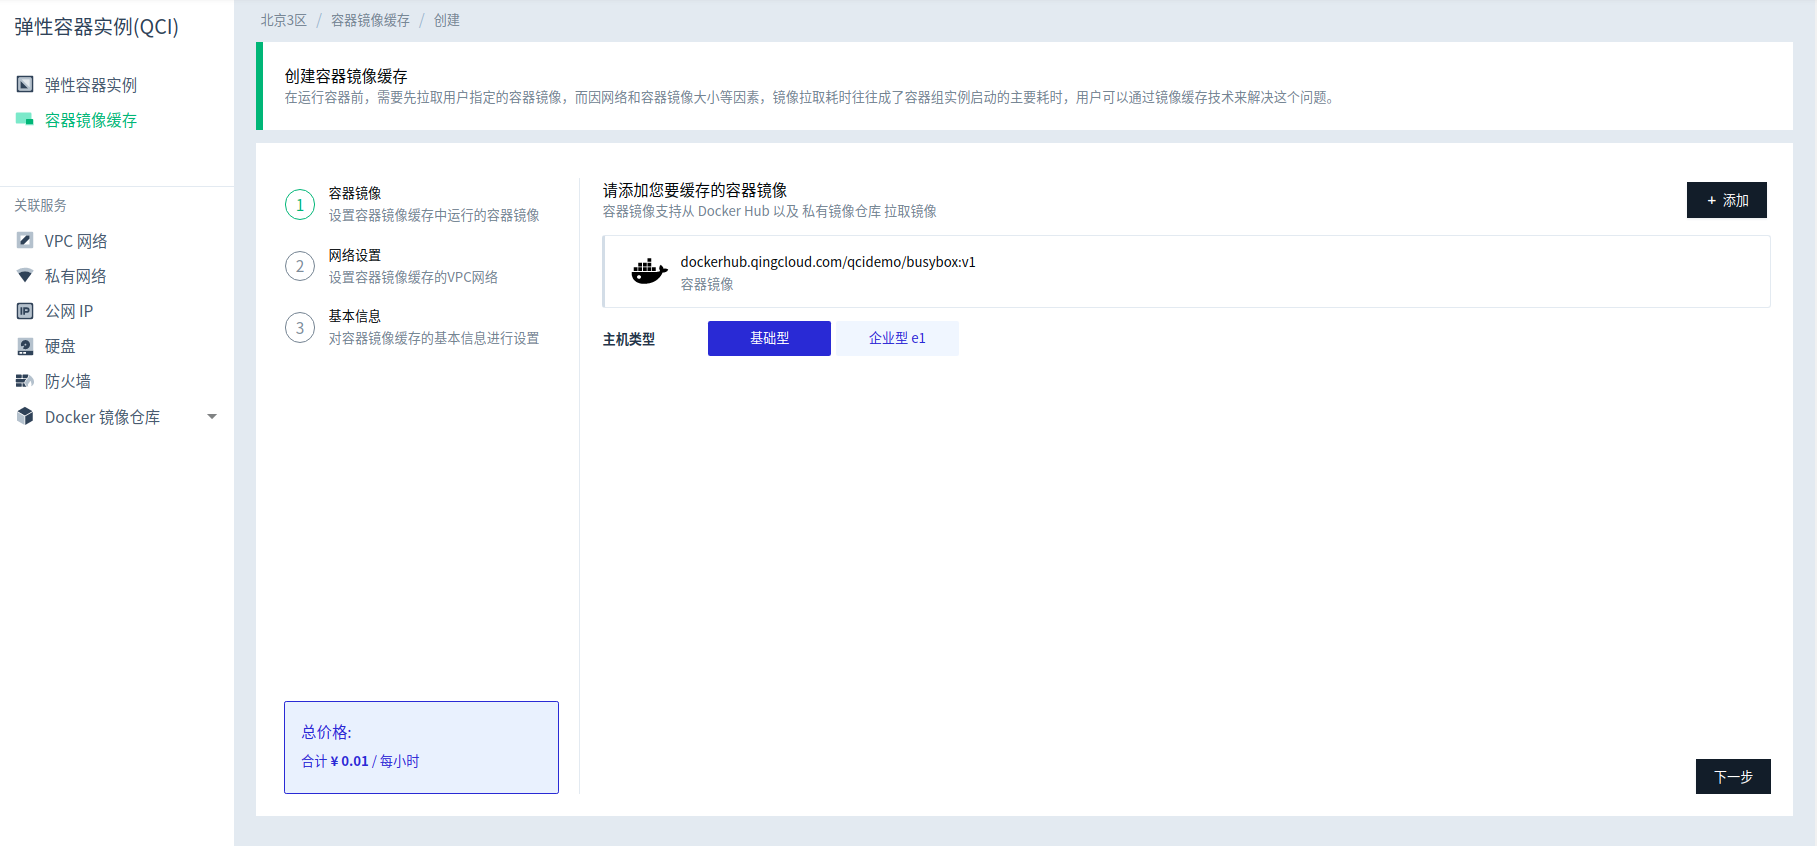 弹性容器实例(QCI)
弹性容器实例
容器镜像缓存
关联服务
VPC 网络
私有网络
IP 公网 IP
硬盘
防火墙
Docker 镜像仓库
北京3区 / 容器镜像缓存 / 创建
创建容器镜像缓存
在运行容器前，需要先拉取用户指定的容器镜像，而因网络和容器镜像大小等因素，镜像拉取耗时往往成了容器组实例启动的主要耗时，用户可以通过镜像缓存技术来解决这个问题。
1 容器镜像
设置容器镜像缓存中运行的容器镜像
2 网络设置
设置容器镜像缓存的VPC网络
3 基本信息
对容器镜像缓存的基本信息进行设置
总价格:
合计 ¥ 0.01 / 每小时
请添加您要缓存的容器镜像
容器镜像支持从 Docker Hub 以及 私有镜像仓库 拉取镜像
+ 添加
dockerhub.qingcloud.com/qcidemo/busybox:v1
容器镜像
主机类型 基础型 企业型 e1
下一步